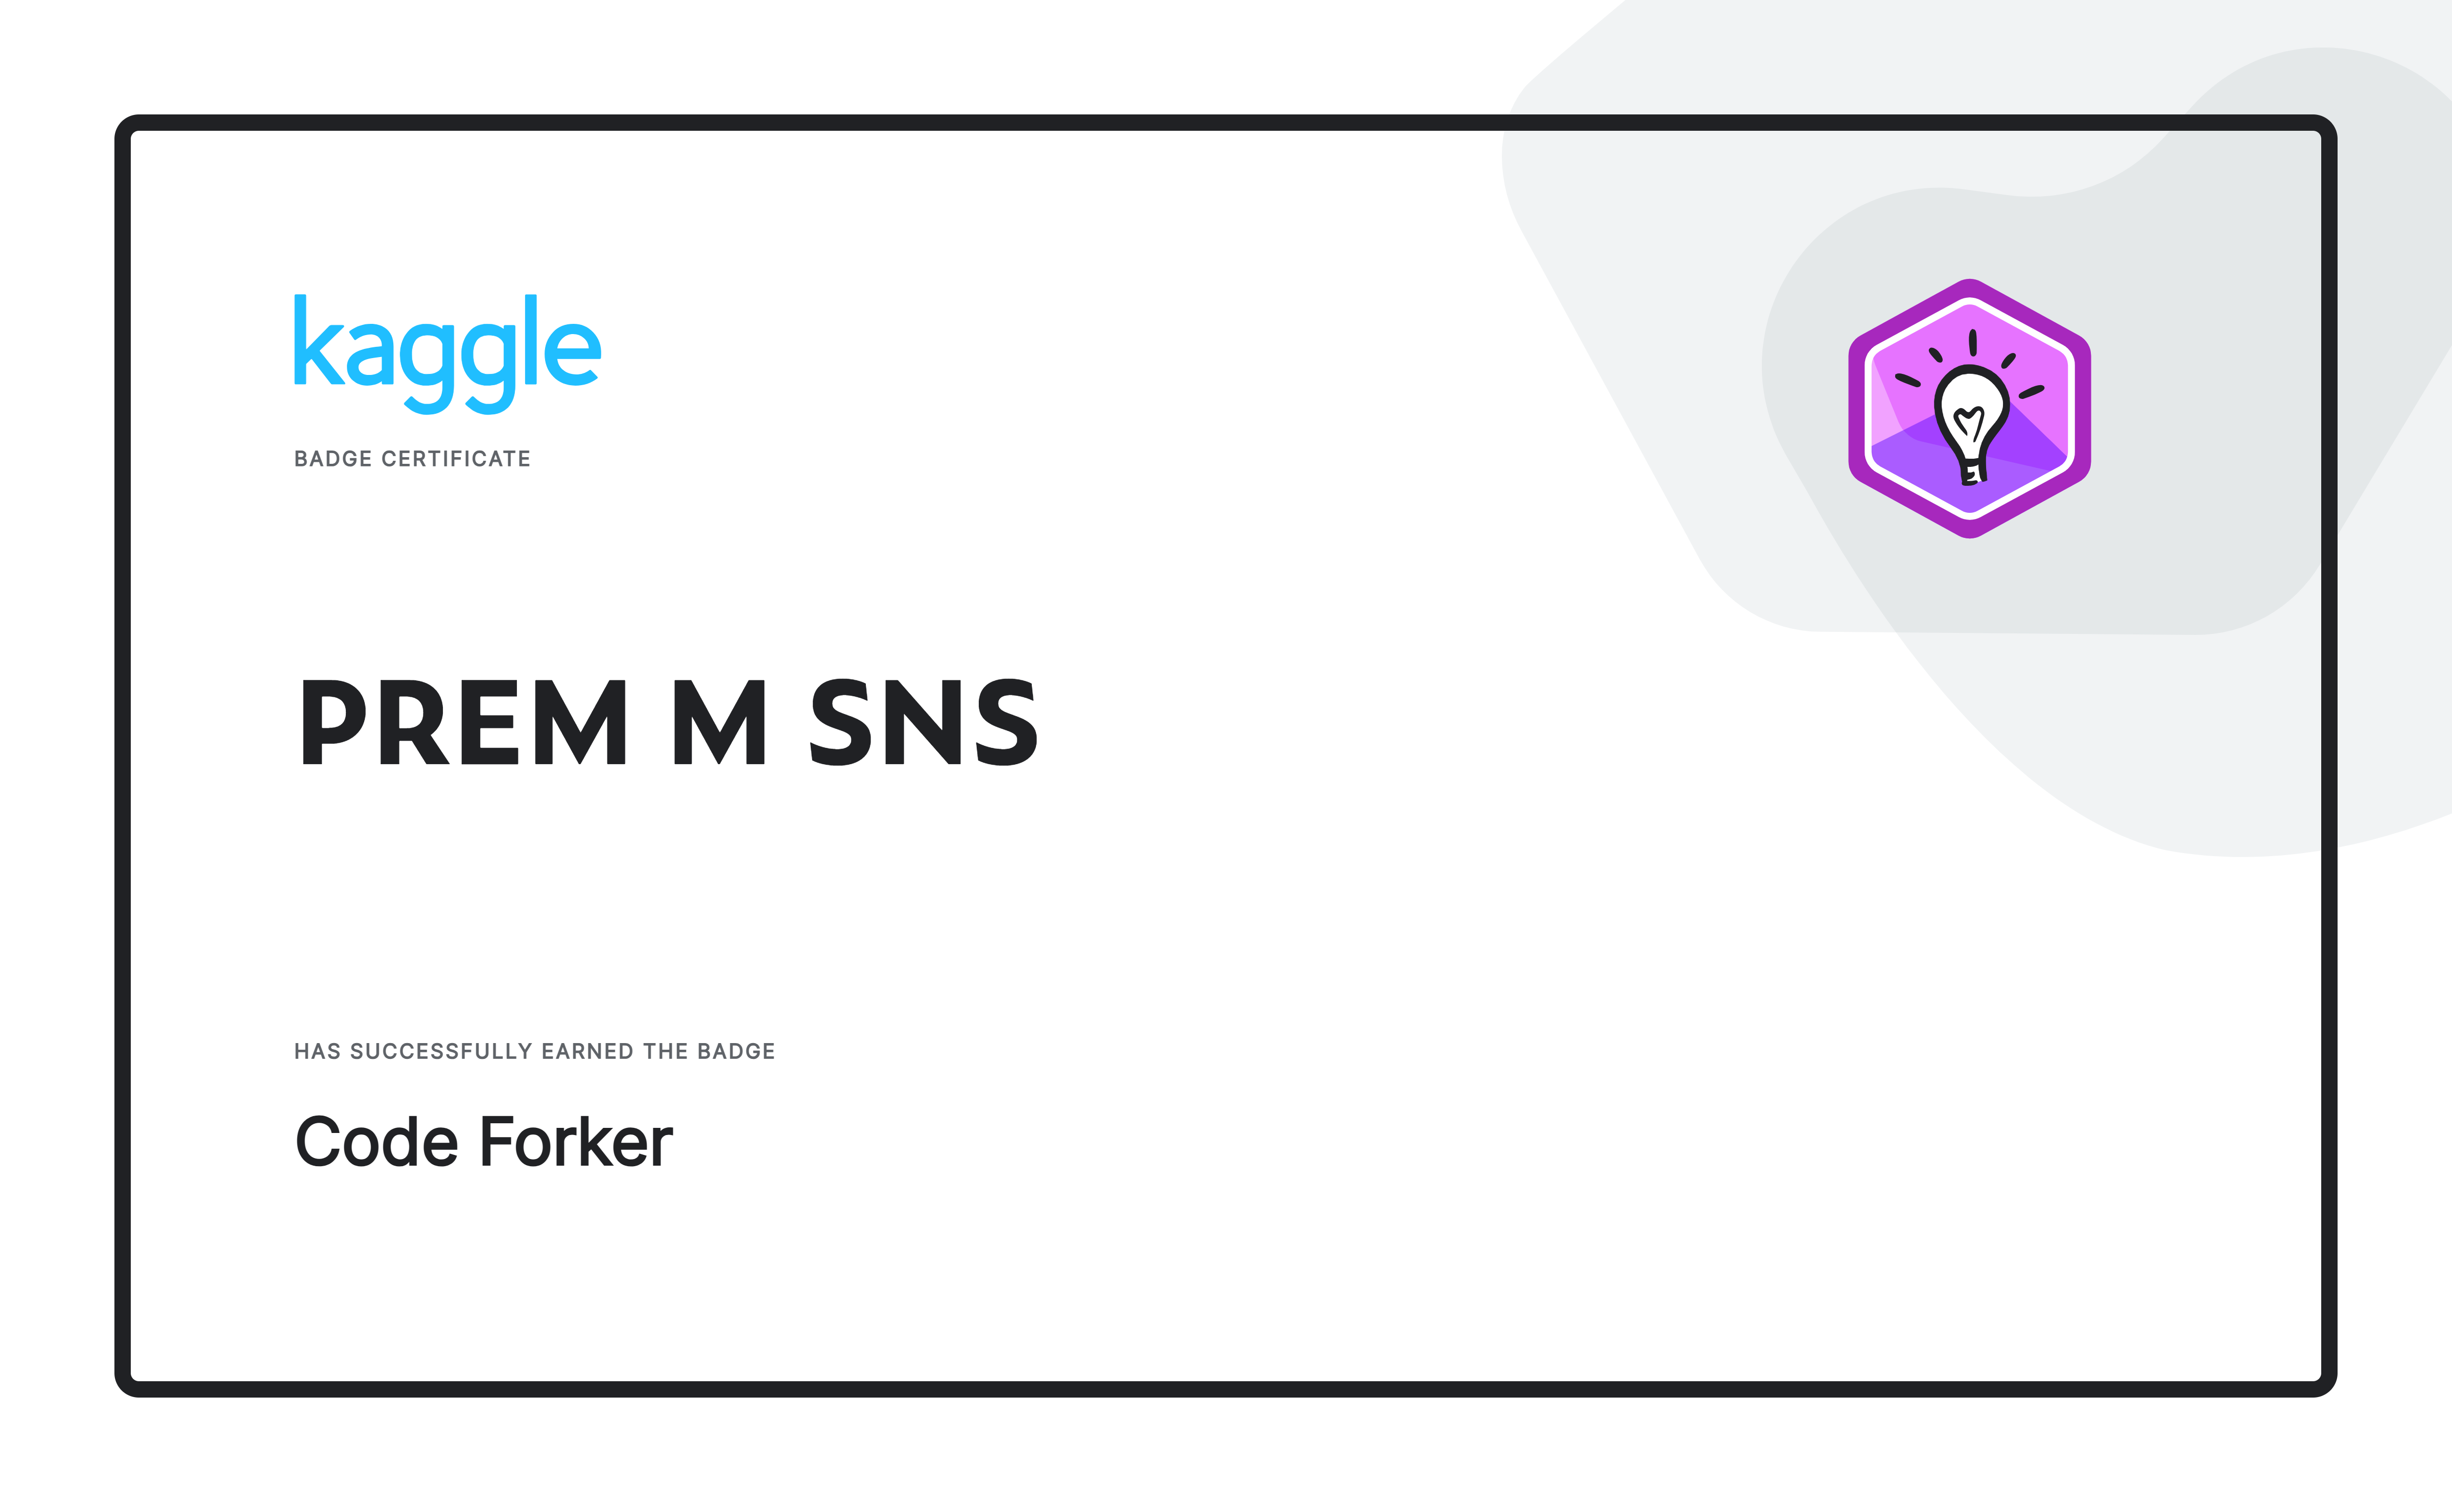 kaggle
BADGE CERTIFICATE
PREM M SNS
HAS SUCCESSFULLY EARNED THE BADGE
Code Forker